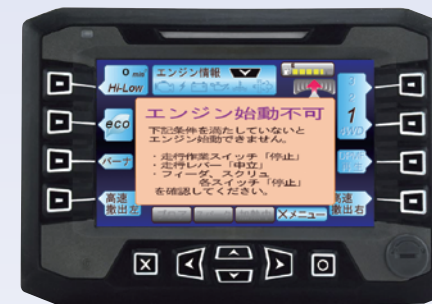 0 mm
Hi-Low
エンジン情報
eco
1
バーナ
エンジン始動不可
下記条件を満たしていないと
エンジン始動できません。
・走行作業スイッチ「停止」
・走行レバー「中立」
・フィーダ、スクリュ
各スイッチ「停止」
を確認してください。
高速
撒出左
×メニュー
高速
撒出右
X
O